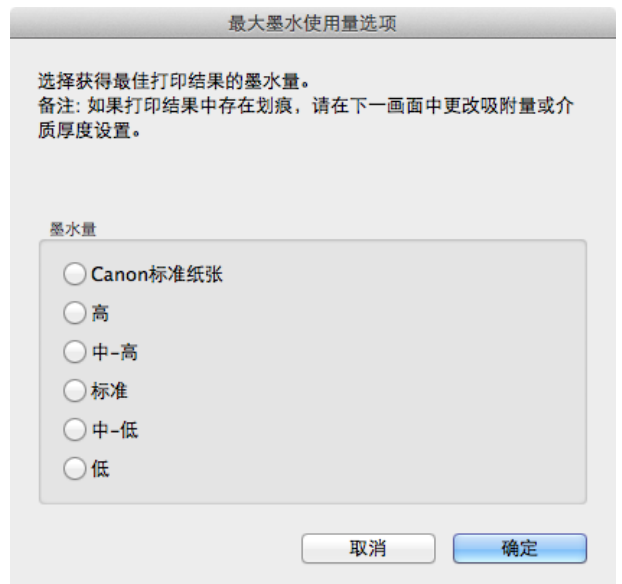 最大墨水使用量选项
选择获得最佳打印结果的墨水量。
备注: 如果打印结果中存在划痕，请在下一画面中更改吸附量或介
质厚度设置。
墨水量
Canon标准纸张
高
中-高
标准
中-低
低
取消
确定